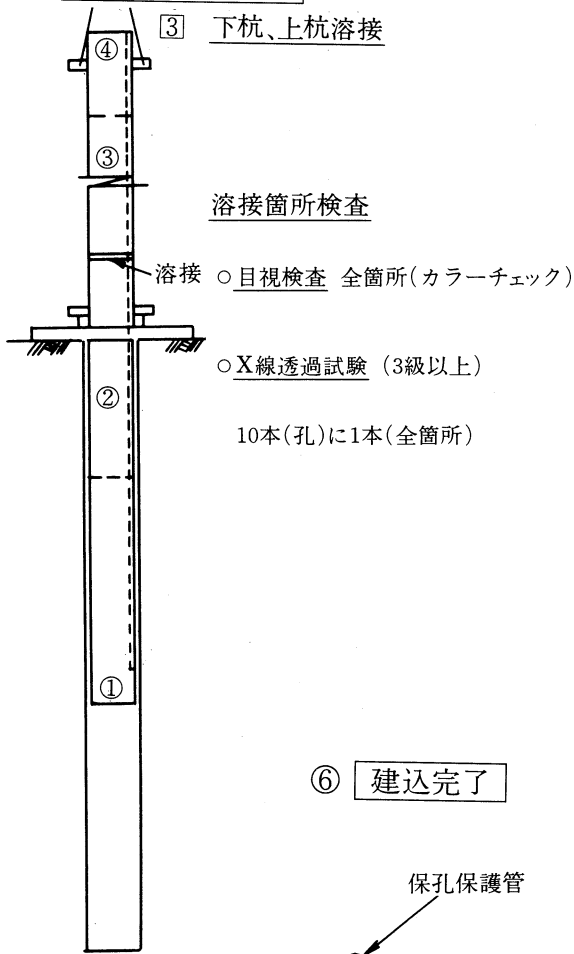 ③ 下杭、上杭溶接
④
③
溶接箇所検査
溶接
○目視検査 全箇所(カラーチェック)
②
○X線透過試験 (3級以上)
10本(孔)に1本(全箇所)
①
⑥ 建込完了
保孔保護管